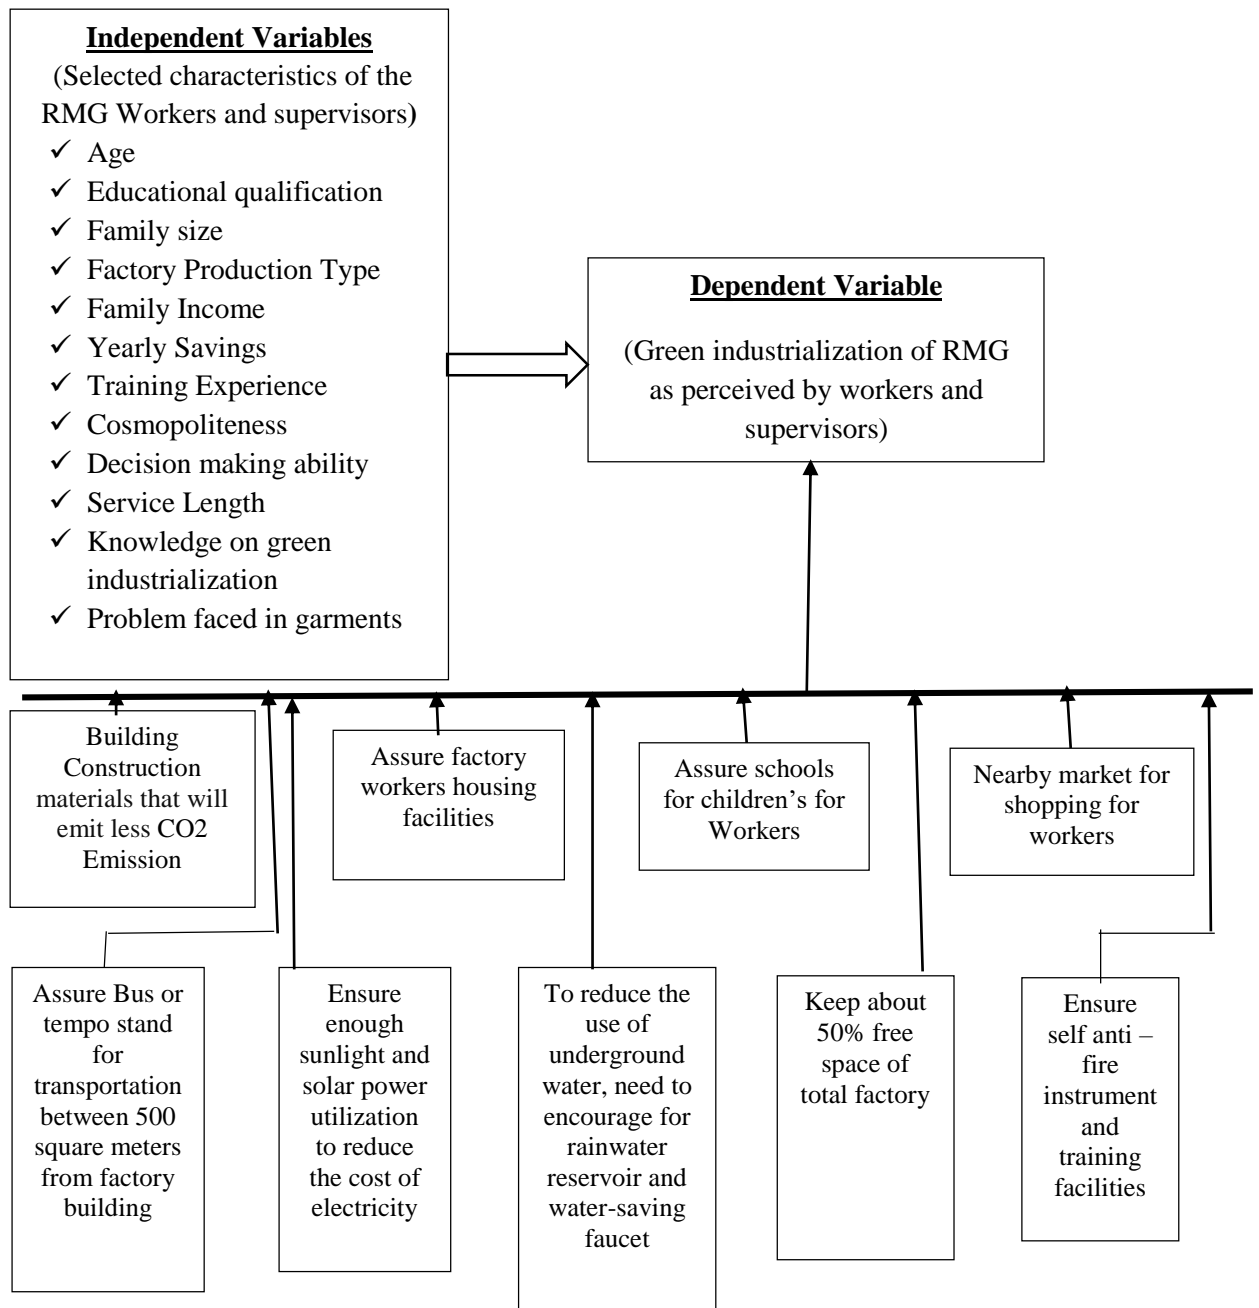 Independent Variables
(Selected characteristics of the
RMG Workers and supervisors)
✓ Age
✓ Educational qualification
✓ Family size
✓ Factory Production Type
✓ Family Income
✓ Yearly Savings
✓ Training Experience
✓ Cosmopoliteness
✓ Decision making ability
✓ Service Length
✓ Knowledge on green
industrialization
✓ Problem faced in garments
Dependent Variable
(Green industrialization of RMG
as perceived by workers and
supervisors)
Building
Construction
materials that will
emit less CO2
Emission
Assure factory
workers housing
facilities
Assure schools
for children's for
Workers
Nearby market for
shopping for
workers
Assure Bus or
tempo stand
for
transportation
between 500
square meters
from factory
building
Ensure
enough
sunlight and
solar power
utilization
to reduce
the cost of
electricity
To reduce the
use of
underground
water, need to
encourage for
rainwater
reservoir and
water-saving
faucet
Keep about
50% free
space of
total factory
Ensure
self anti –
fire
instrument
and
training
facilities